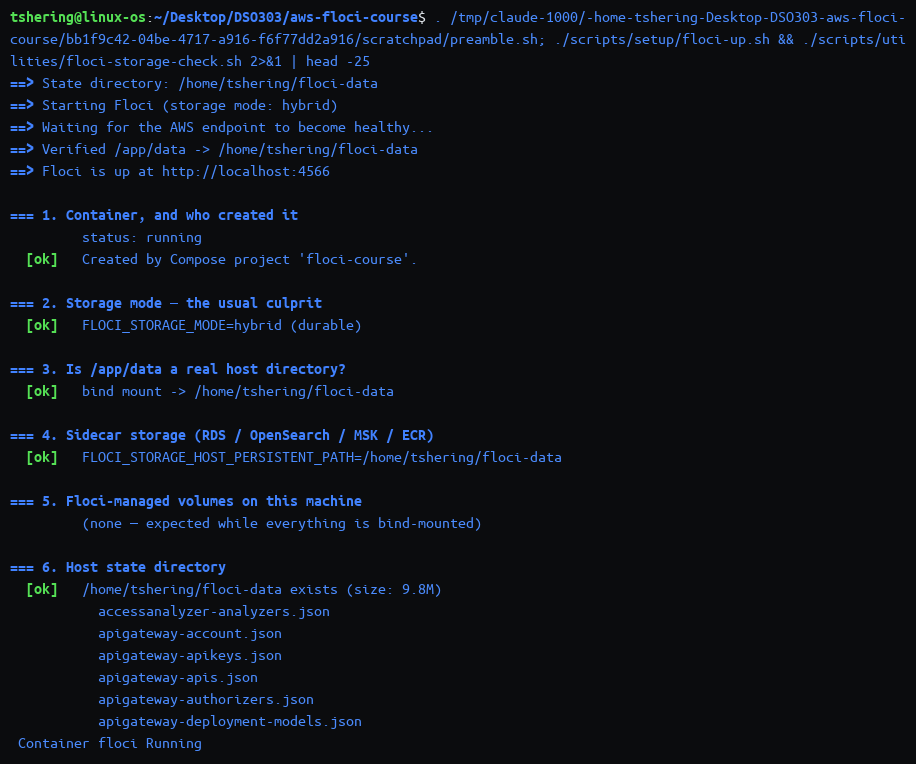 tshering@linux-os:~/Desktop/DSO303/aws-floci-course$ . /tmp/claude-1000/-home-tshering-Desktop-DSO303-aws-floci-
course/bb1f9c42-04be-4717-a916-f6f77dd2a916/scratchpad/preamble.sh; ./scripts/setup/floci-up.sh && ./scripts/uti
lities/floci-storage-check.sh 2>&1 | head -25
==> State directory: /home/tshering/floci-data
==> Starting Floci (storage mode: hybrid)
==> Waiting for the AWS endpoint to become healthy...
==> Verified /app/data -> /home/tshering/floci-data
==> Floci is up at http://localhost:4566
=== 1. Container, and who created it
status: running
[ok] Created by Compose project 'floci-course'.
=== 2. Storage mode — the usual culprit
[ok] FLOCI_STORAGE_MODE=hybrid (durable)
=== 3. Is /app/data a real host directory?
[ok] bind mount -> /home/tshering/floci-data
=== 4. Sidecar storage (RDS / OpenSearch / MSK / ECR)
[ok] FLOCI_STORAGE_HOST_PERSISTENT_PATH=/home/tshering/floci-data
=== 5. Floci-managed volumes on this machine
(none — expected while everything is bind-mounted)
=== 6. Host state directory
[ok] /home/tshering/floci-data exists (size: 9.8M)
accessanalyzer-analyzers.json
apigateway-account.json
apigateway-apikeys.json
apigateway-apis.json
apigateway-authorizers.json
apigateway-deployment-models.json
Container floci Running